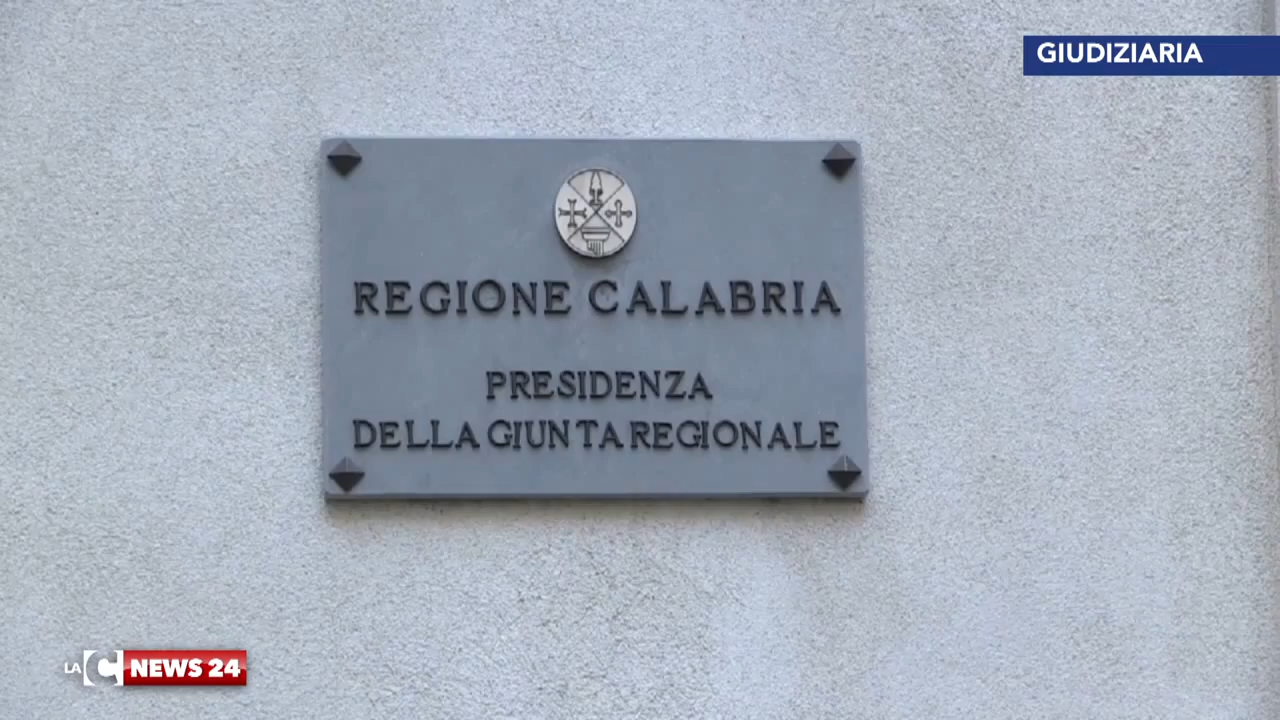 GIUDIZIARIA
REGIONE CALABRIA
PRESIDENZA
DELLA GIUNTA REGIONALE
LA C NEWS 24